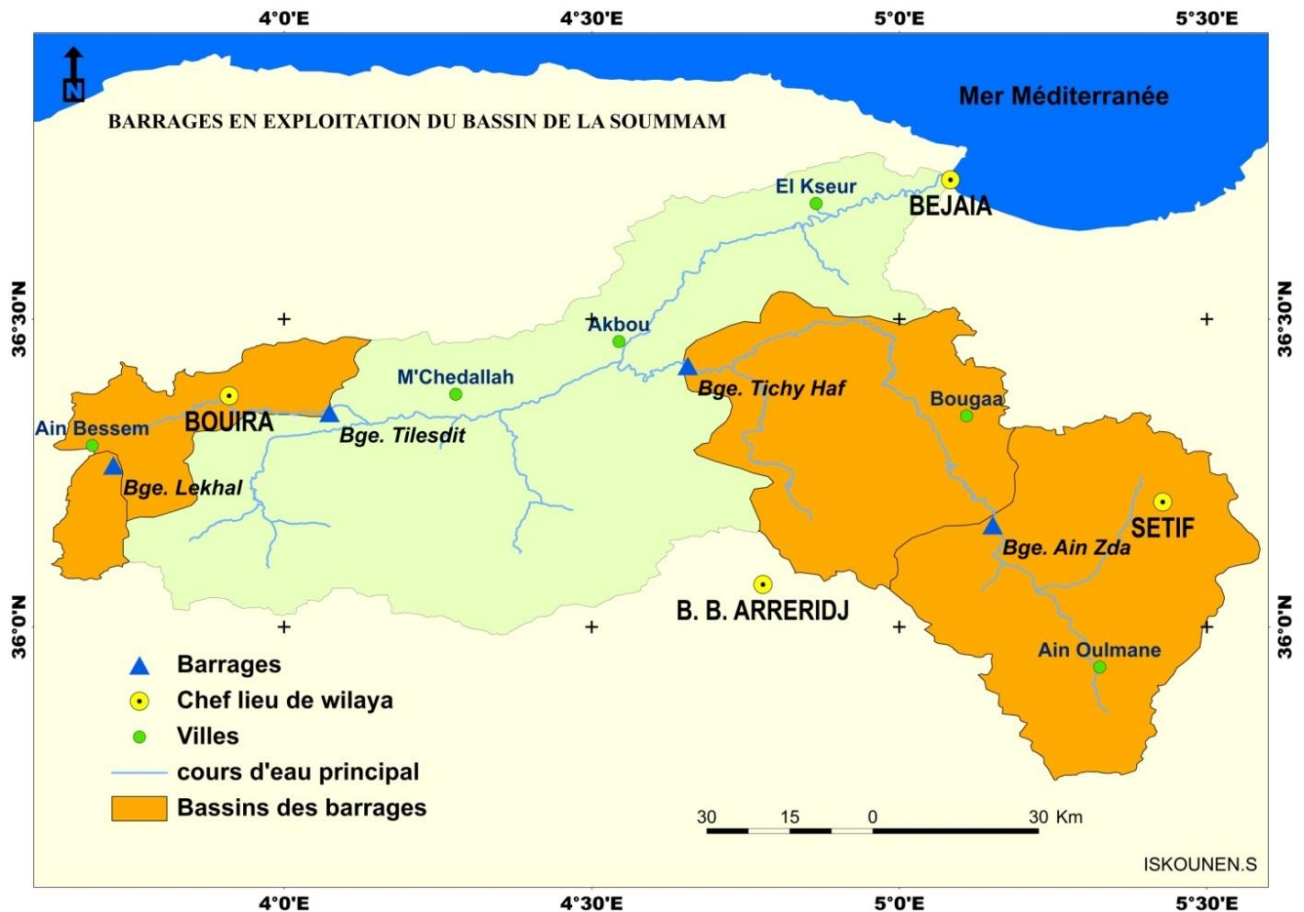 4°0'E 4°30'E 5°0'E 5°30'E
N
Mer Méditerranée
BARRAGES EN EXPLOITATION DU BASSIN DE LA SOUMMAM
El Kseur
BEJAIA
36°30'N 36°30'N
Akbou
M'Chedallah
Bge. Tichy Haf
Bougaa
BOUIRA
Ain Bessem
Bge. Tilesdit
Bge. Lekhal
SETIF
Bge. Ain Zda
B. B. ARRERIDJ
36°0'N 36°0'N
Ain Oulmane
Barrages
Chef lieu de wilaya
Villes
cours d'eau principal
Bassins des barrages
30 15 0 30 Km
ISKOUNEN.S
4°0'E 4°30'E 5°0'E 5°30'E